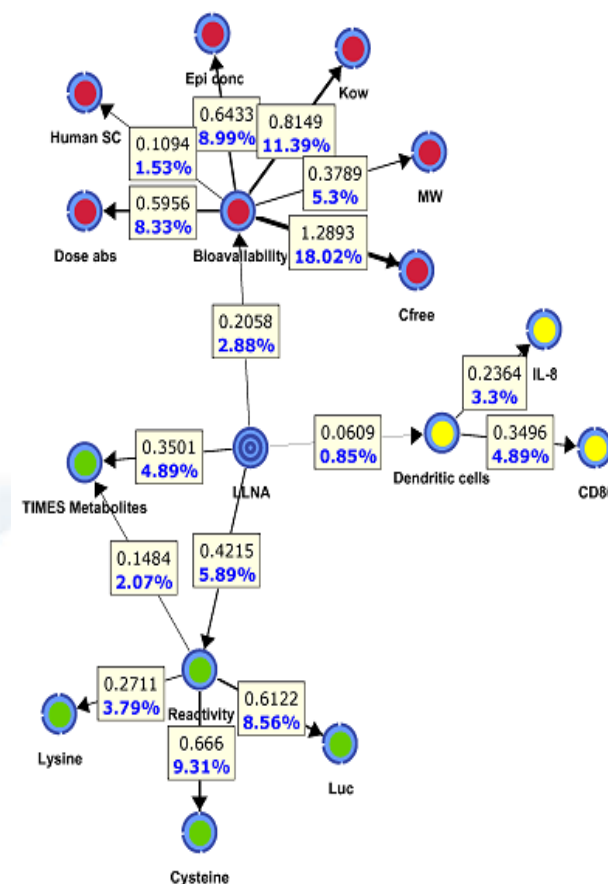 Epi conc
Kow
Human SC
0.6433
8.99%
0.8149
11.39%
0.1094
1.53%
0.3789
5.3%
MW
0.5956
8.33%
Dose abs
Bioavailability
1.2893
18.02%
Cfree
0.2058
2.88%
IL-8
0.2364
3.3%
0.3501
4.89%
0.0609
0.85%
0.3496
4.89%
LLNA
Dendritic cells
CD86
TIMES Metabolites
0.1484
2.07%
0.4215
5.89%
0.2711
3.79%
Reactivity
0.6122
8.56%
0.666
9.31%
Lysine
Luc
Cysteine